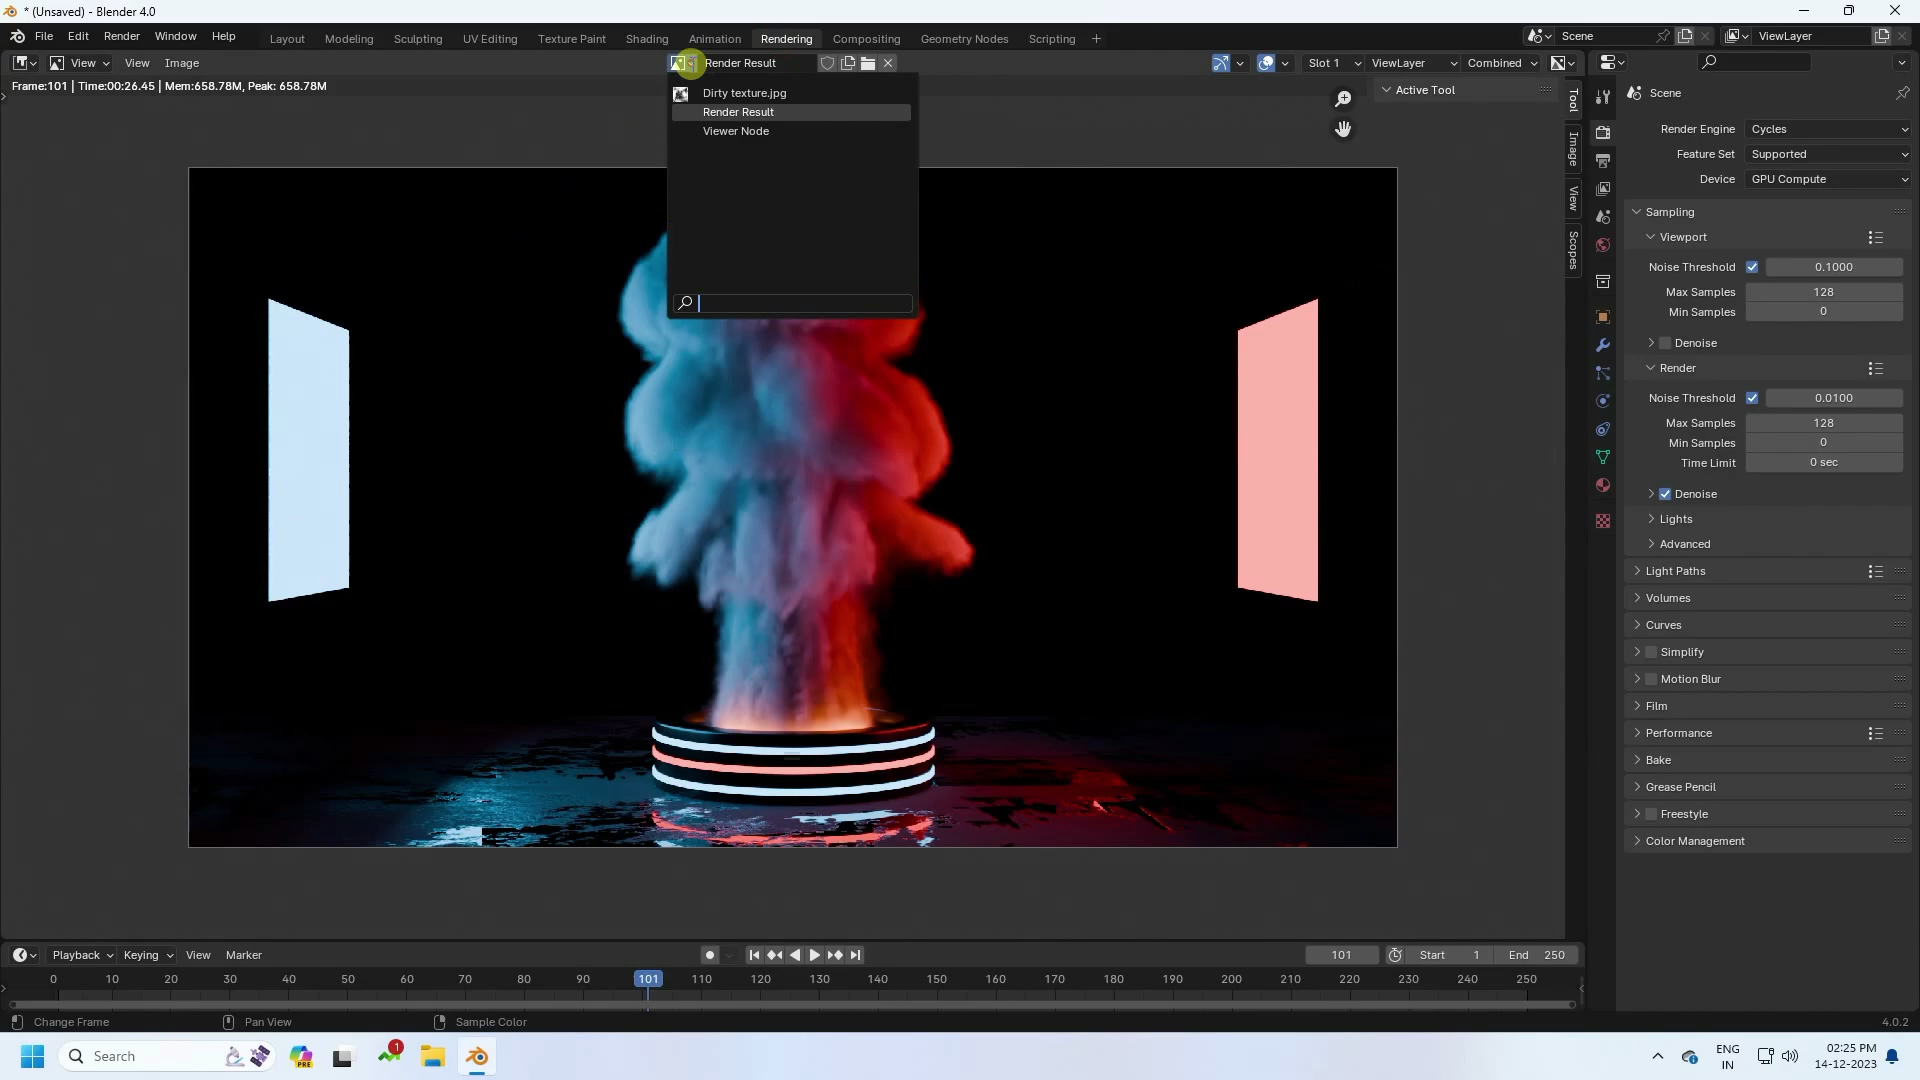 * (Unsaved) - Blender 4.0
File Edit Render Window Help Layout Modeling Sculpting UV Editing Texture Paint Shading Animation Rendering Compositing Geometry Nodes Scripting + Scene ViewLayer
View View Image Render Result Slot 1 ViewLayer Combined
Frame:101 | Time:00:26.45 | Mem:658.78M, Peak: 658.78M
Dirty texture.jpg
Render Result
Viewer Node
Active Tool
Tool
Image
View
Scopes
Scene
Render Engine Cycles
Feature Set Supported
Device GPU Compute
Sampling
Viewport
Noise Threshold 0.1000
Max Samples 128
Min Samples 0
Denoise
Render
Noise Threshold 0.0100
Max Samples 128
Min Samples 0
Time Limit 0 sec
Denoise
Lights
Advanced
Light Paths
Volumes
Curves
Simplify
Motion Blur
Film
Performance
Bake
Grease Pencil
Freestyle
Color Management
Playback Keying View Marker 101 Start 1 End 250
0 10 20 30 40 50 60 70 80 90 101 110 120 130 140 150 160 170 180 190 200 210 220 230 240 250
Change Frame Pan View Sample Color 4.0.2
Search PRE 1 ENG IN 02:25 PM 14-12-2023